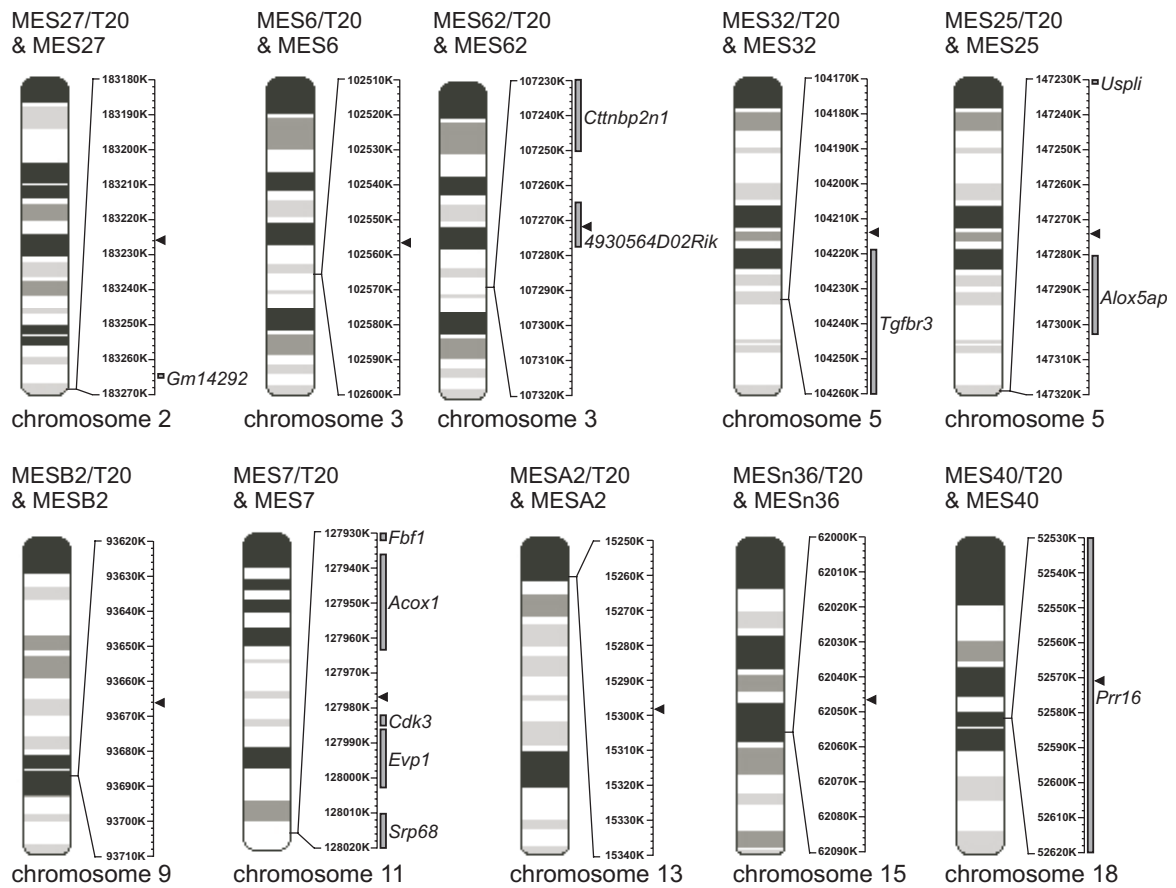 MES27/T20
& MES27
183180K
183190K
183200K
183210K
183220K
183230K
183240K
183250K
183260K
183270K
Gm14292
chromosome 2
MES6/T20
& MES6
102510K
102520K
102530K
102540K
102550K
102560K
102570K
102580K
102590K
102600K
chromosome 3
MES62/T20
& MES62
107230K
107240K
107250K
107260K
107270K
107280K
107290K
107300K
107310K
107320K
Cttnbp2n1
4930564D02Rik
chromosome 3
MES32/T20
& MES32
104170K
104180K
104190K
104200K
104210K
104220K
104230K
104240K
104250K
104260K
Tgfbr3
chromosome 5
MES25/T20
& MES25
147230K
147240K
147250K
147260K
147270K
147280K
147290K
147300K
147310K
147320K
Uspli
Alox5ap
chromosome 5
MESB2/T20
& MESB2
93620K
93630K
93640K
93650K
93660K
93670K
93680K
93690K
93700K
93710K
chromosome 9
MES7/T20
& MES7
127930K
127940K
127950K
127960K
127970K
127980K
127990K
128000K
128010K
128020K
Fbf1
Acox1
Cdk3
Evp1
Srp68
chromosome 11
MESA2/T20
& MESA2
15250K
15260K
15270K
15280K
15290K
15300K
15310K
15320K
15330K
15340K
chromosome 13
MESn36/T20
& MESn36
62000K
62010K
62020K
62030K
62040K
62050K
62060K
62070K
62080K
62090K
chromosome 15
MES40/T20
& MES40
52530K
52540K
52550K
52560K
52570K
52580K
52590K
52600K
52610K
52620K
Prr16
chromosome 18